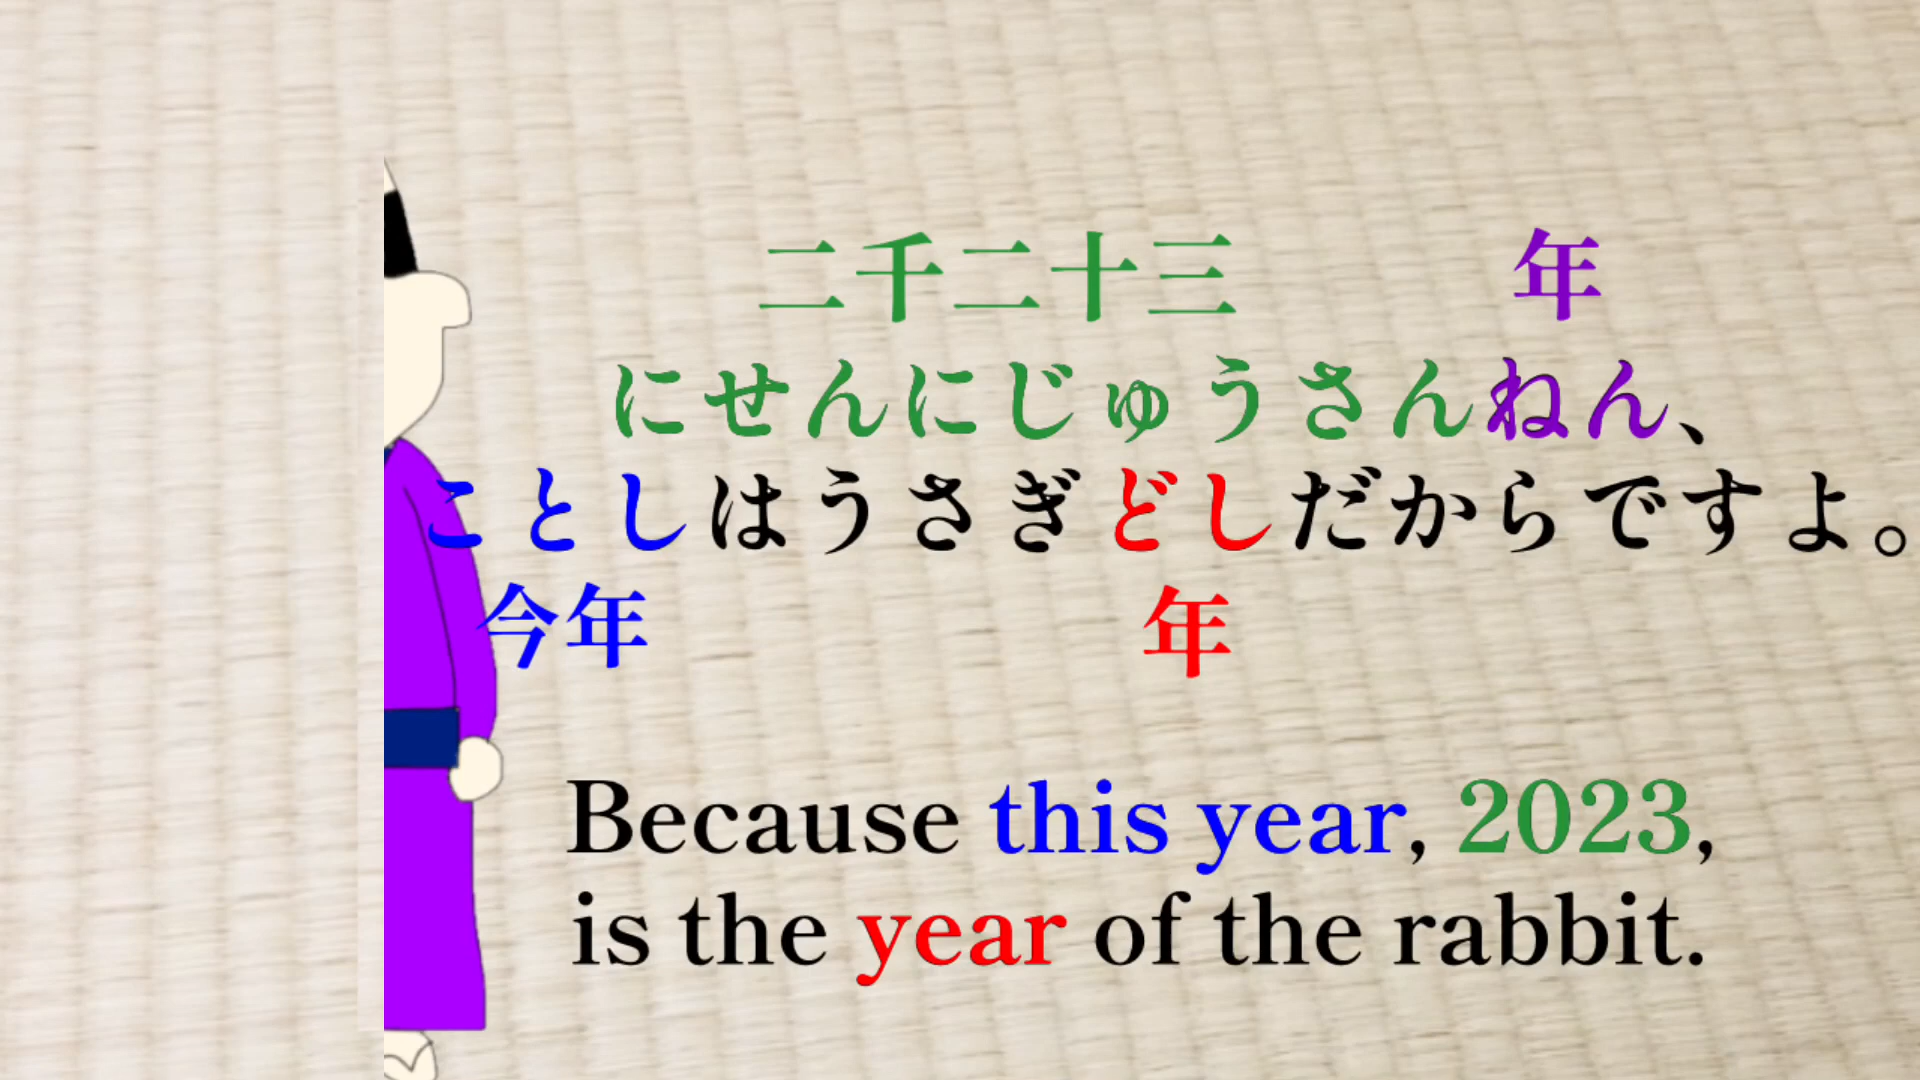 二千二十三 年
にせんにじゅうさんねん、
ことしはうさぎどしだからですよ。
今年 年
Because this year, 2023,
is the year of the rabbit.